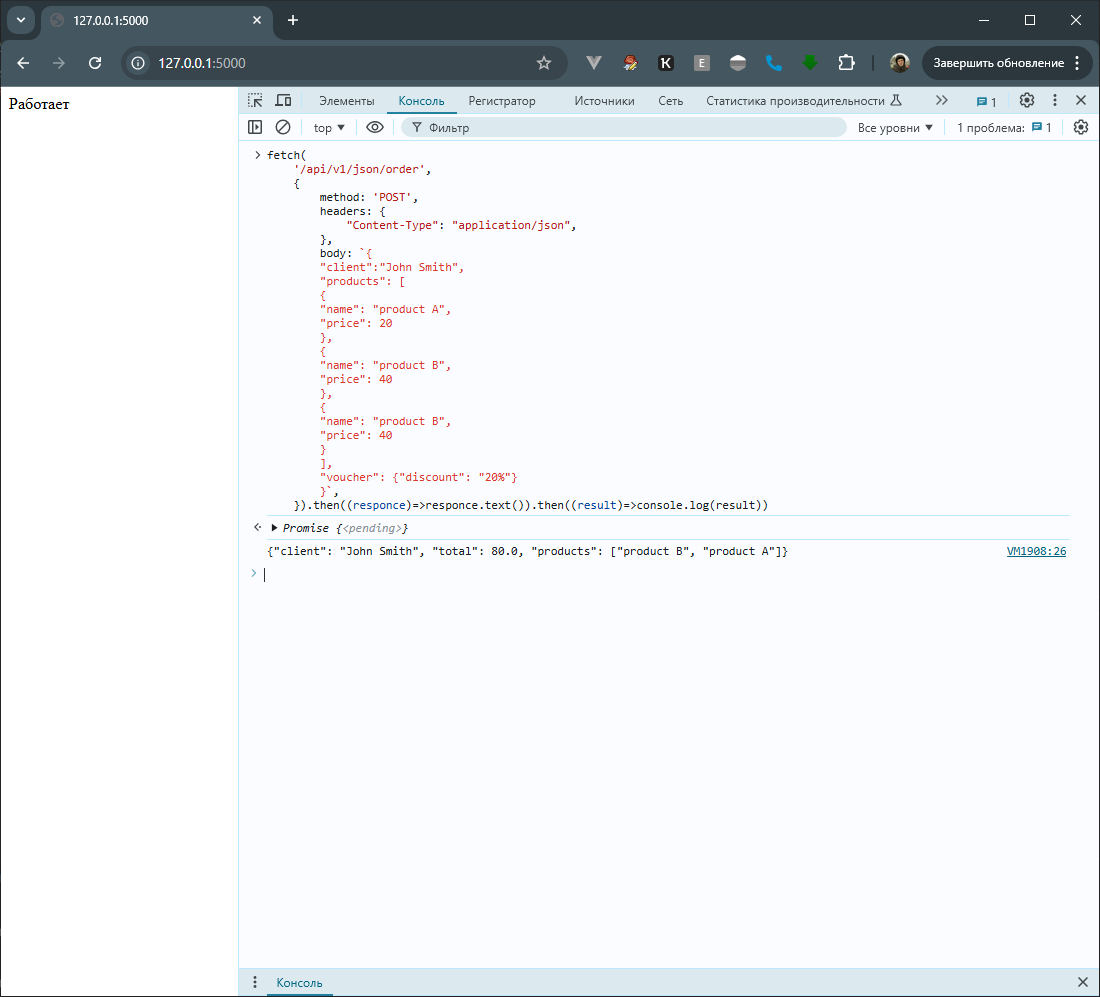 127.0.0.1:5000
127.0.0.1:5000
K
E
Завершить обновление
Работает
Элементы Консоль Регистратор Источники Сеть Статистика производительности 1
top Фильтр Все уровни 1 проблема: 1
fetch(
'/api/v1/json/order',
{
method: 'POST',
headers: {
"Content-Type": "application/json",
},
body: `{
"client":"John Smith",
"products": [
{
"name": "product A",
"price": 20
},
{
"name": "product B",
"price": 40
},
{
"name": "product B",
"price": 40
}
],
"voucher": {"discount": "20%"}
}`,
}).then((responce)=>responce.text()).then((result)=>console.log(result))
Promise {<pending>}
{"client": "John Smith", "total": 80.0, "products": ["product B", "product A"]} VM1908:26
Консоль